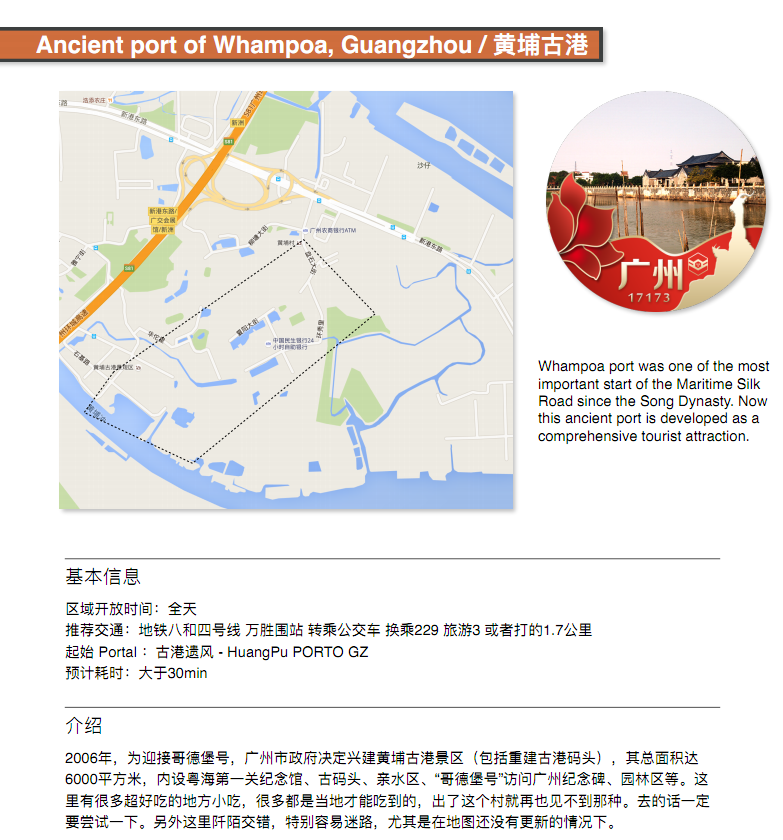 Ancient port of Whampoa, Guangzhou / 黄埔古港
新港东路
新洲
S81
沙仔
新港东路/
广交会展
馆/新洲
广州农商银行ATM
黄埔村
新港东路
S81
中国民生银行24
小时自助银行
石基路
广州
17173
Whampoa port was one of the most
important start of the Maritime Silk
Road since the Song Dynasty. Now
this ancient port is developed as a
comprehensive tourist attraction.
基本信息
区域开放时间：全天
推荐交通：地铁八和四号线 万胜围站 转乘公交车 换乘229 旅游3 或者打的1.7公里
起始 Portal ：古港遗风 - HuangPu PORTO GZ
预计耗时：大于30min
介绍
2006年，为迎接哥德堡号，广州市政府决定兴建黄埔古港景区（包括重建古港码头），其总面积达
6000平方米，内设粤海第一关纪念馆、古码头、亲水区、“哥德堡号”访问广州纪念碑、园林区等。这
里有很多超好吃的地方小吃，很多都是当地才能吃到的，出了这个村就再也见不到那种。去的话一定
要尝试一下。另外这里阡陌交错，特别容易迷路，尤其是在地图还没有更新的情况下。